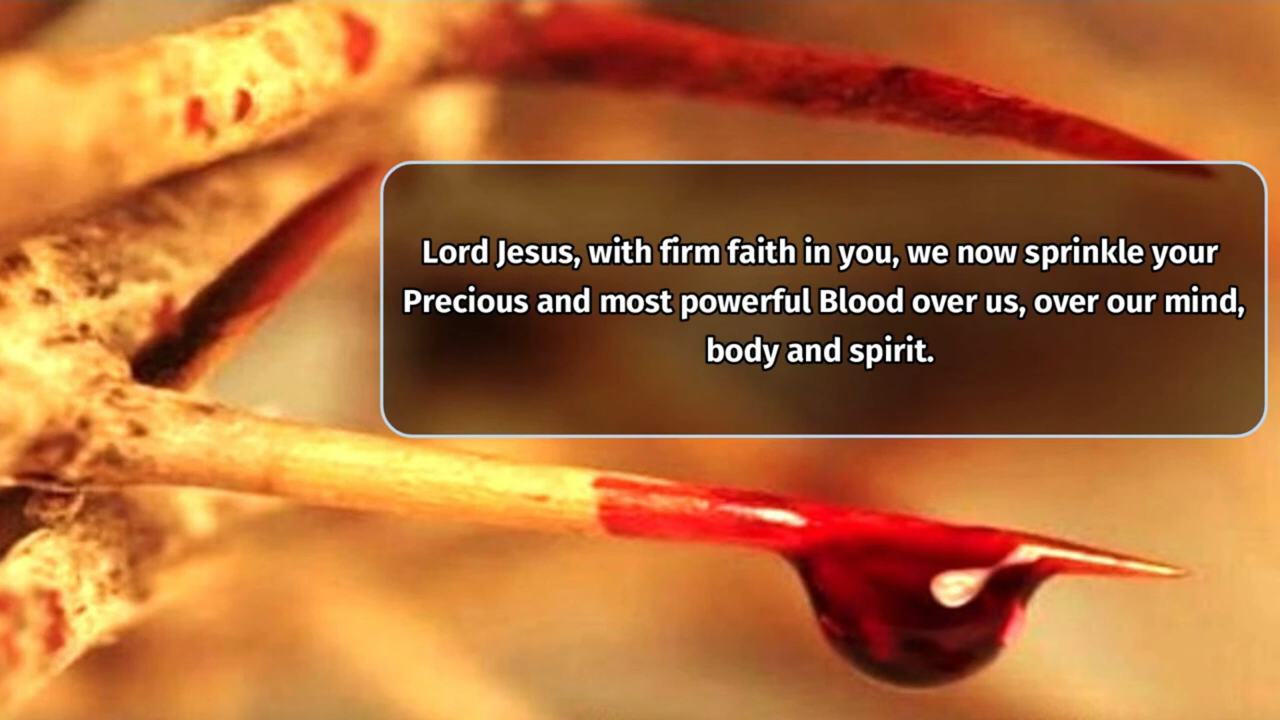 Lord Jesus, with firm faith in you, we now sprinkle your
Precious and most powerful Blood over us, over our mind,
body and spirit.